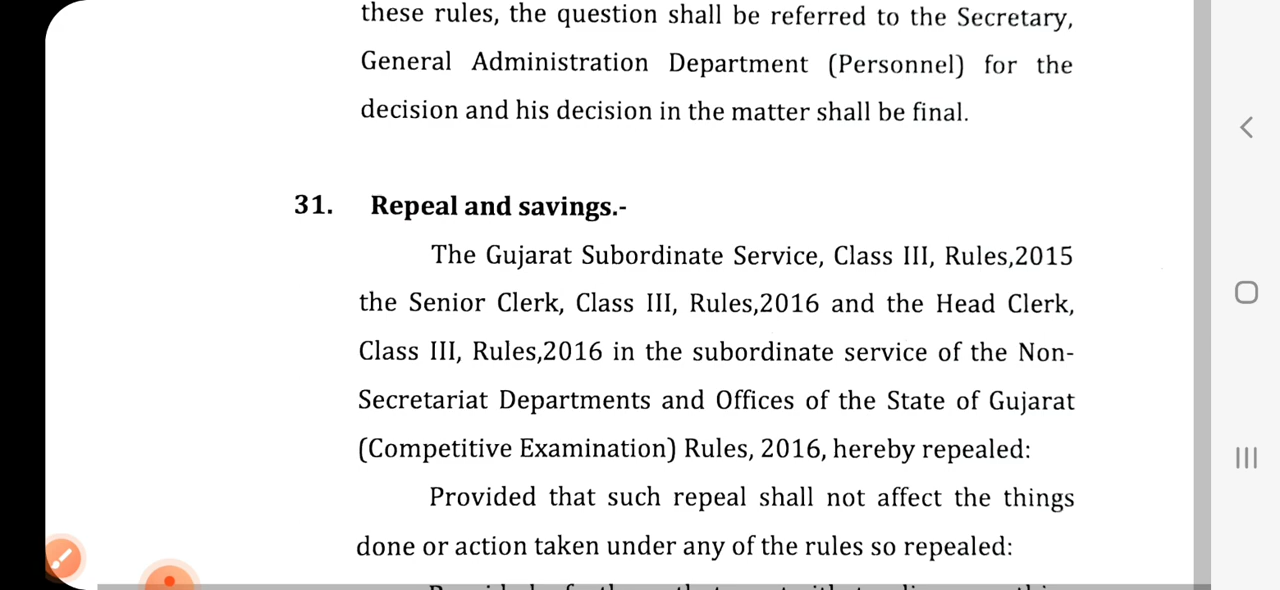 these rules, the question shall be referred to the Secretary,
General Administration Department (Personnel) for the
decision and his decision in the matter shall be final.
31. Repeal and savings.-
The Gujarat Subordinate Service, Class III, Rules,2015
the Senior Clerk, Class III, Rules,2016 and the Head Clerk,
Class III, Rules,2016 in the subordinate service of the Non-
Secretariat Departments and Offices of the State of Gujarat
(Competitive Examination) Rules, 2016, hereby repealed:
Provided that such repeal shall not affect the things
done or action taken under any of the rules so repealed: